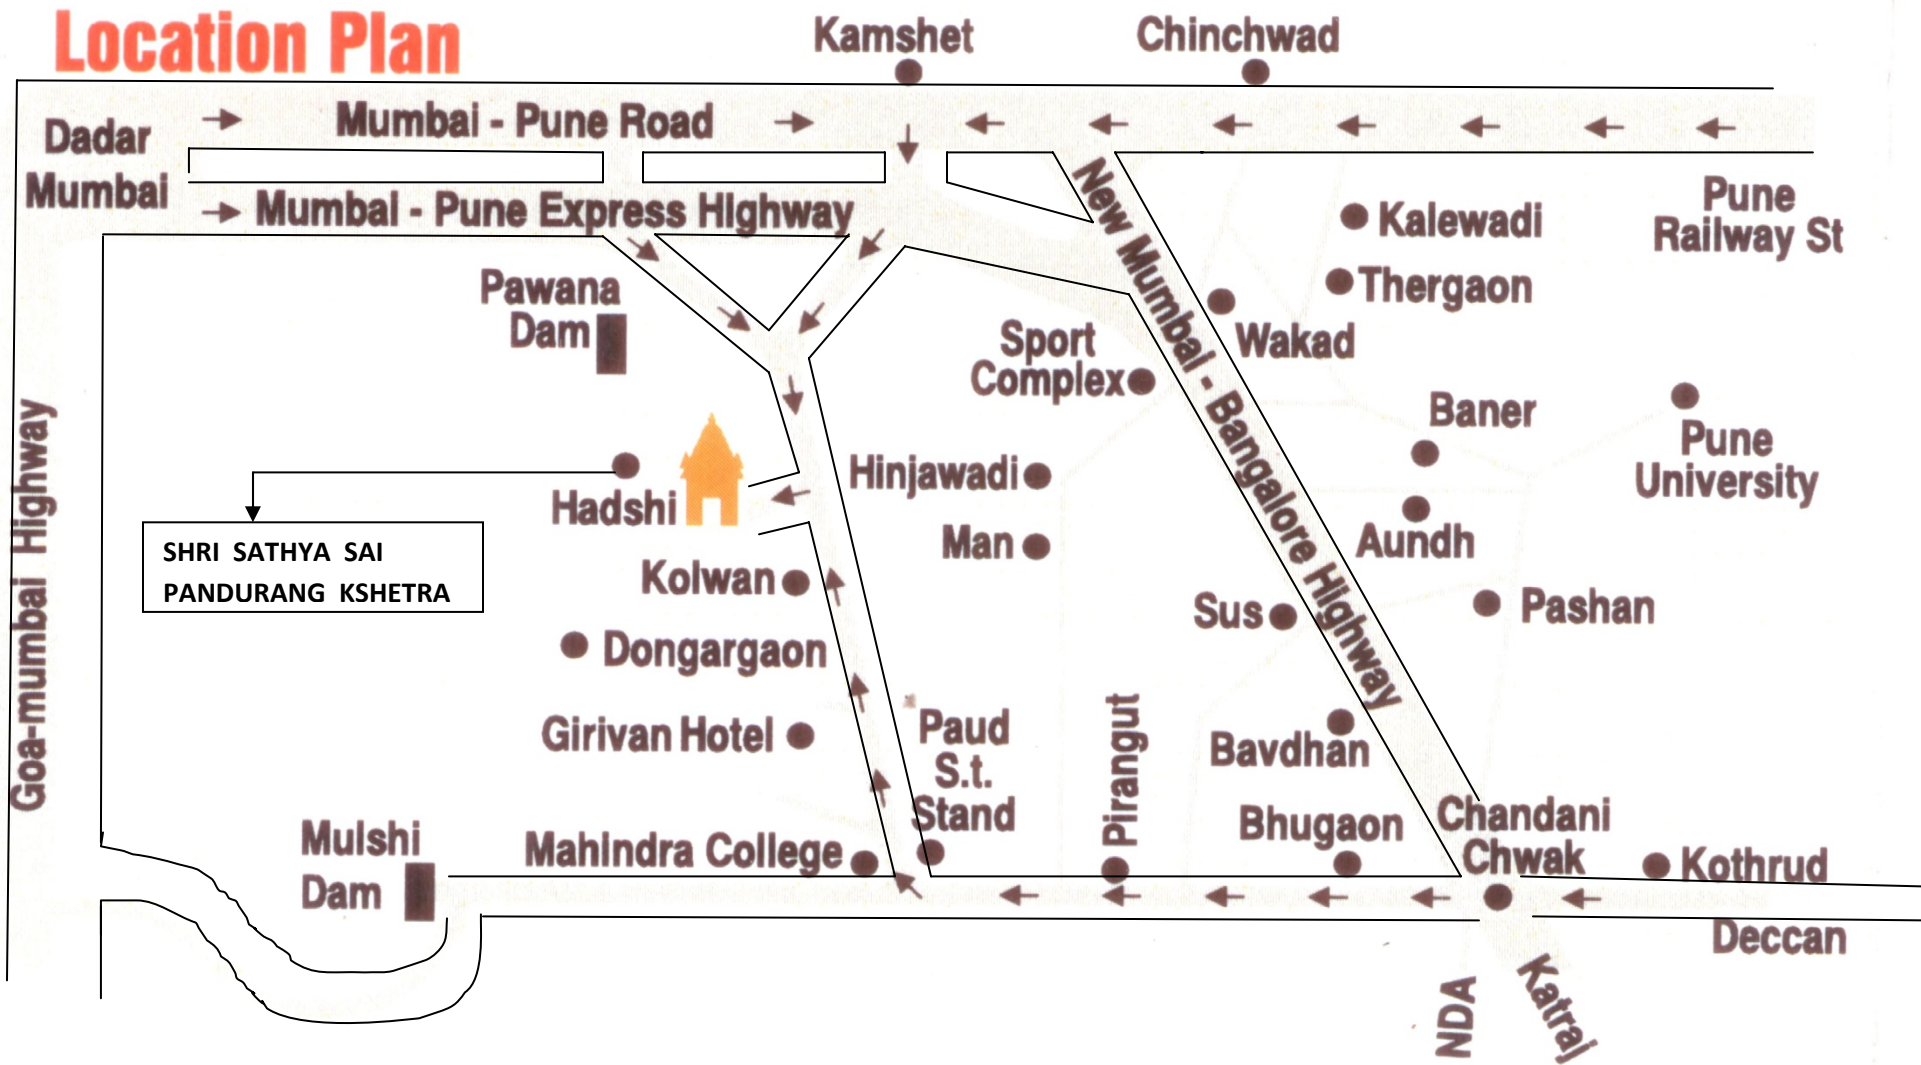 Location Plan
Kamshet
Chinchwad
Mumbai - Pune Road
Dadar
Mumbai
Mumbai - Pune Express HIghway
New Mumbai - Bangalore Highway
Pune
Railway St
Kalewadi
Thergaon
Wakad
Pawana
Dam
Sport
Complex
Baner
Pune
University
Goa-mumbai Highway
Hinjawadi
Hadshi
SHRI SATHYA SAI
PANDURANG KSHETRA
Man
Aundh
Kolwan
Sus
Pashan
Dongargaon
Girivan Hotel
Paud
S.t.
Stand
Pirangut
Bavdhan
Mulshi
Dam
Mahindra College
Bhugaon
Chandani
Chwak
Kothrud
Deccan
NDA
Katraj